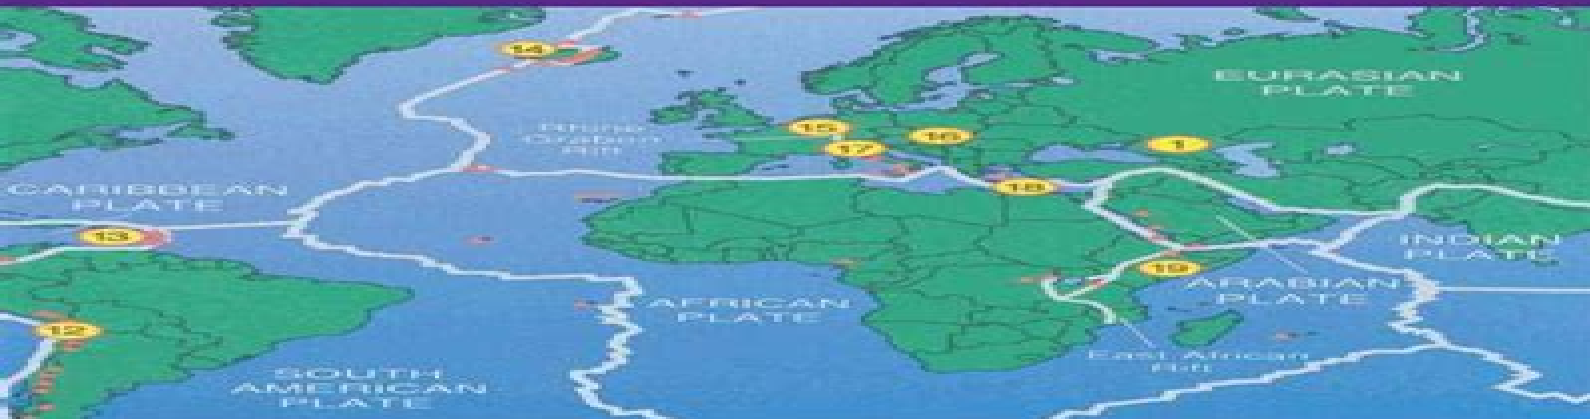 14
EURASIAN
PLATE
Rhine
Graben
Rift
15
16
17
1
18
CARIBBEAN
PLATE
13
INDIAN
PLATE
19
ARABIAN
PLATE
AFRICAN
PLATE
12
East African
Rift
SOUTH
AMERICAN
PLATE